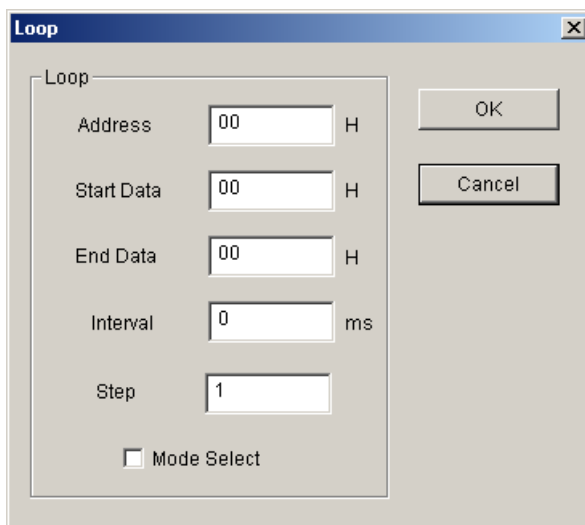 Loop
Loop
Address 00 H
OK
Start Data 00 H
Cancel
End Data 00 H
Interval 0 ms
Step 1
Mode Select